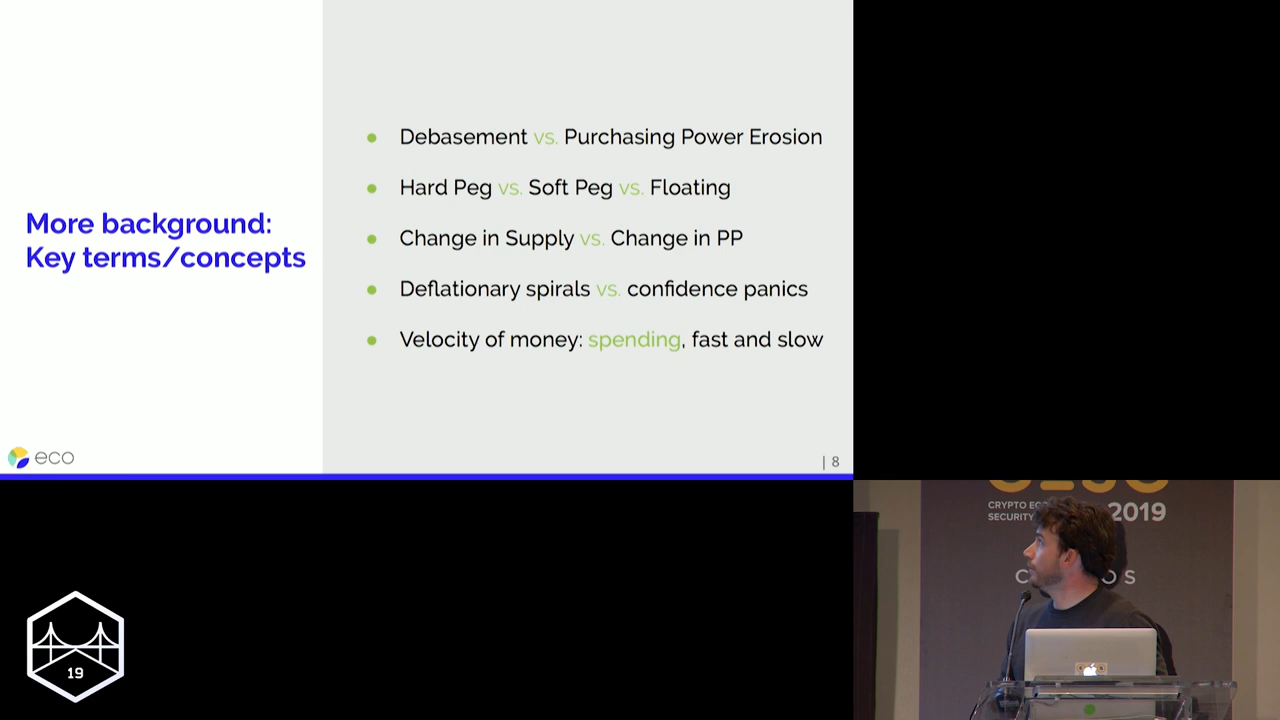 More background:
Key terms/concepts
Debasement vs. Purchasing Power Erosion
Hard Peg vs. Soft Peg vs. Floating
Change in Supply vs. Change in PP
Deflationary spirals vs. confidence panics
Velocity of money: spending, fast and slow
eco
| 8
19
CRYPTO
SECURITY
2019